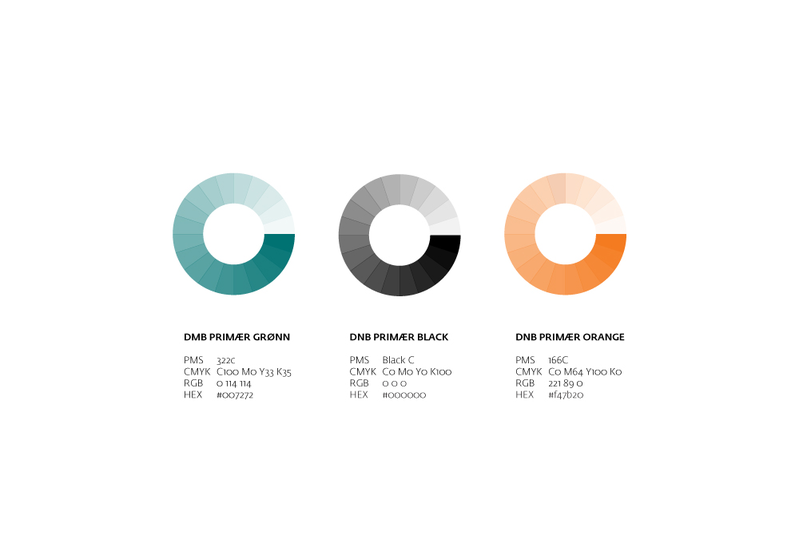 DMB PRIMÆR GRØNN
PMS 322c
CMYK C100 M0 Y33 K35
RGB 0 114 114
HEX #007272
DNB PRIMÆR BLACK
PMS Black C
CMYK C0 M0 Y0 K100
RGB 0 0 0
HEX #000000
DNB PRIMÆR ORANGE
PMS 166C
CMYK C0 M64 Y100 K0
RGB 221 89 0
HEX #f47b20